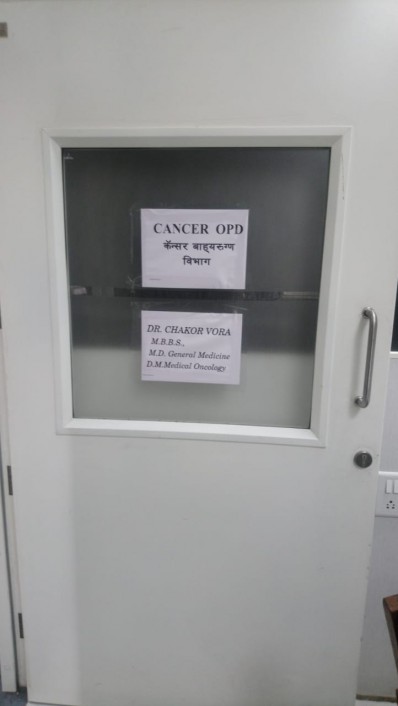 CANCER OPD
कॅन्सर बाह्यरुग्ण
विभाग
DR. CHAKOR VORA
M.B.B.S.,
M.D. General Medicine
D.M.Medical Oncology